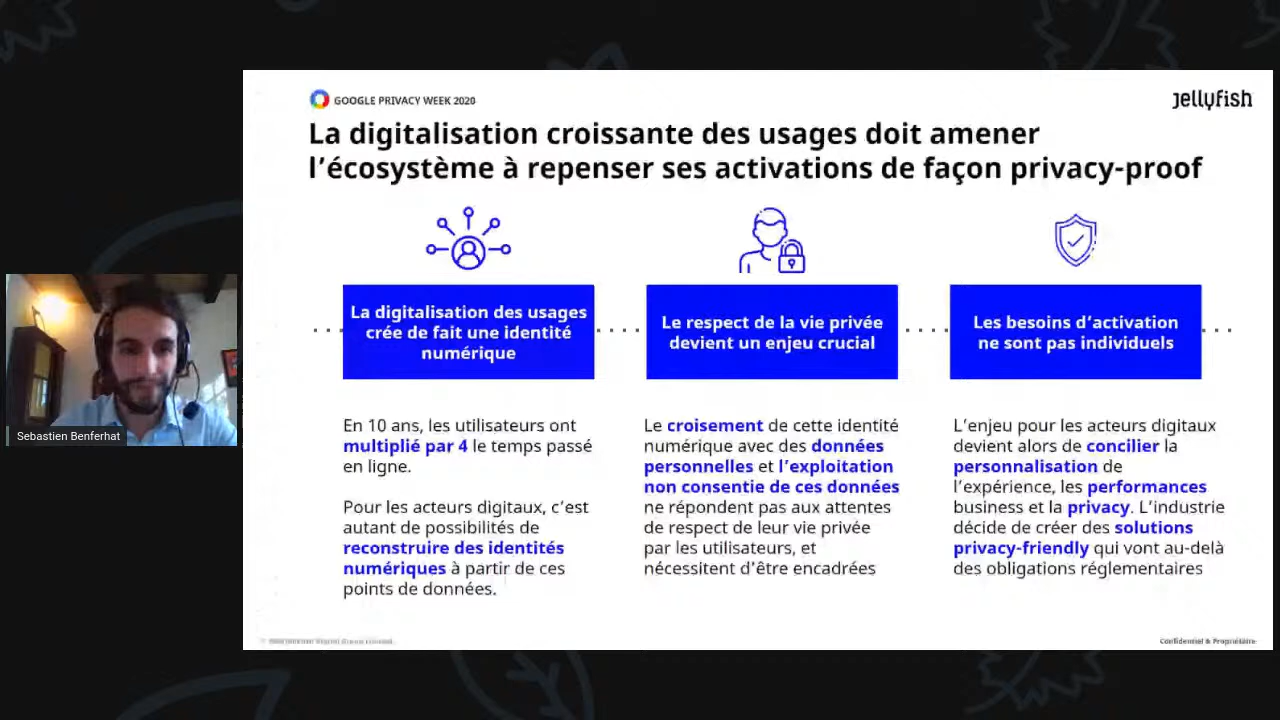 GOOGLE PRIVACY WEEK 2020
jellyfish
La digitalisation croissante des usages doit amener
l’écosystème à repenser ses activations de façon privacy-proof
La digitalisation des usages
crée de fait une identité
numérique
Le respect de la vie privée
devient un enjeu crucial
Les besoins d’activation
ne sont pas individuels
En 10 ans, les utilisateurs ont
multiplié par 4 le temps passé
en ligne.
Pour les acteurs digitaux, c’est
autant de possibilités de
reconstruire des identités
numériques à partir de ces
points de données.
Le croisement de cette identité
numérique avec des données
personnelles et l’exploitation
non consentie de ces données
ne répondent pas aux attentes
de respect de leur vie privée
par les utilisateurs, et
nécessitent d’être encadrées
L’enjeu pour les acteurs digitaux
devient alors de concilier la
personnalisation de
l’expérience, les performances
business et la privacy. L’industrie
décide de créer des solutions
privacy-friendly qui vont au-delà
des obligations réglementaires
Sebastien Benferhat
Confidentiel & Propriétaire